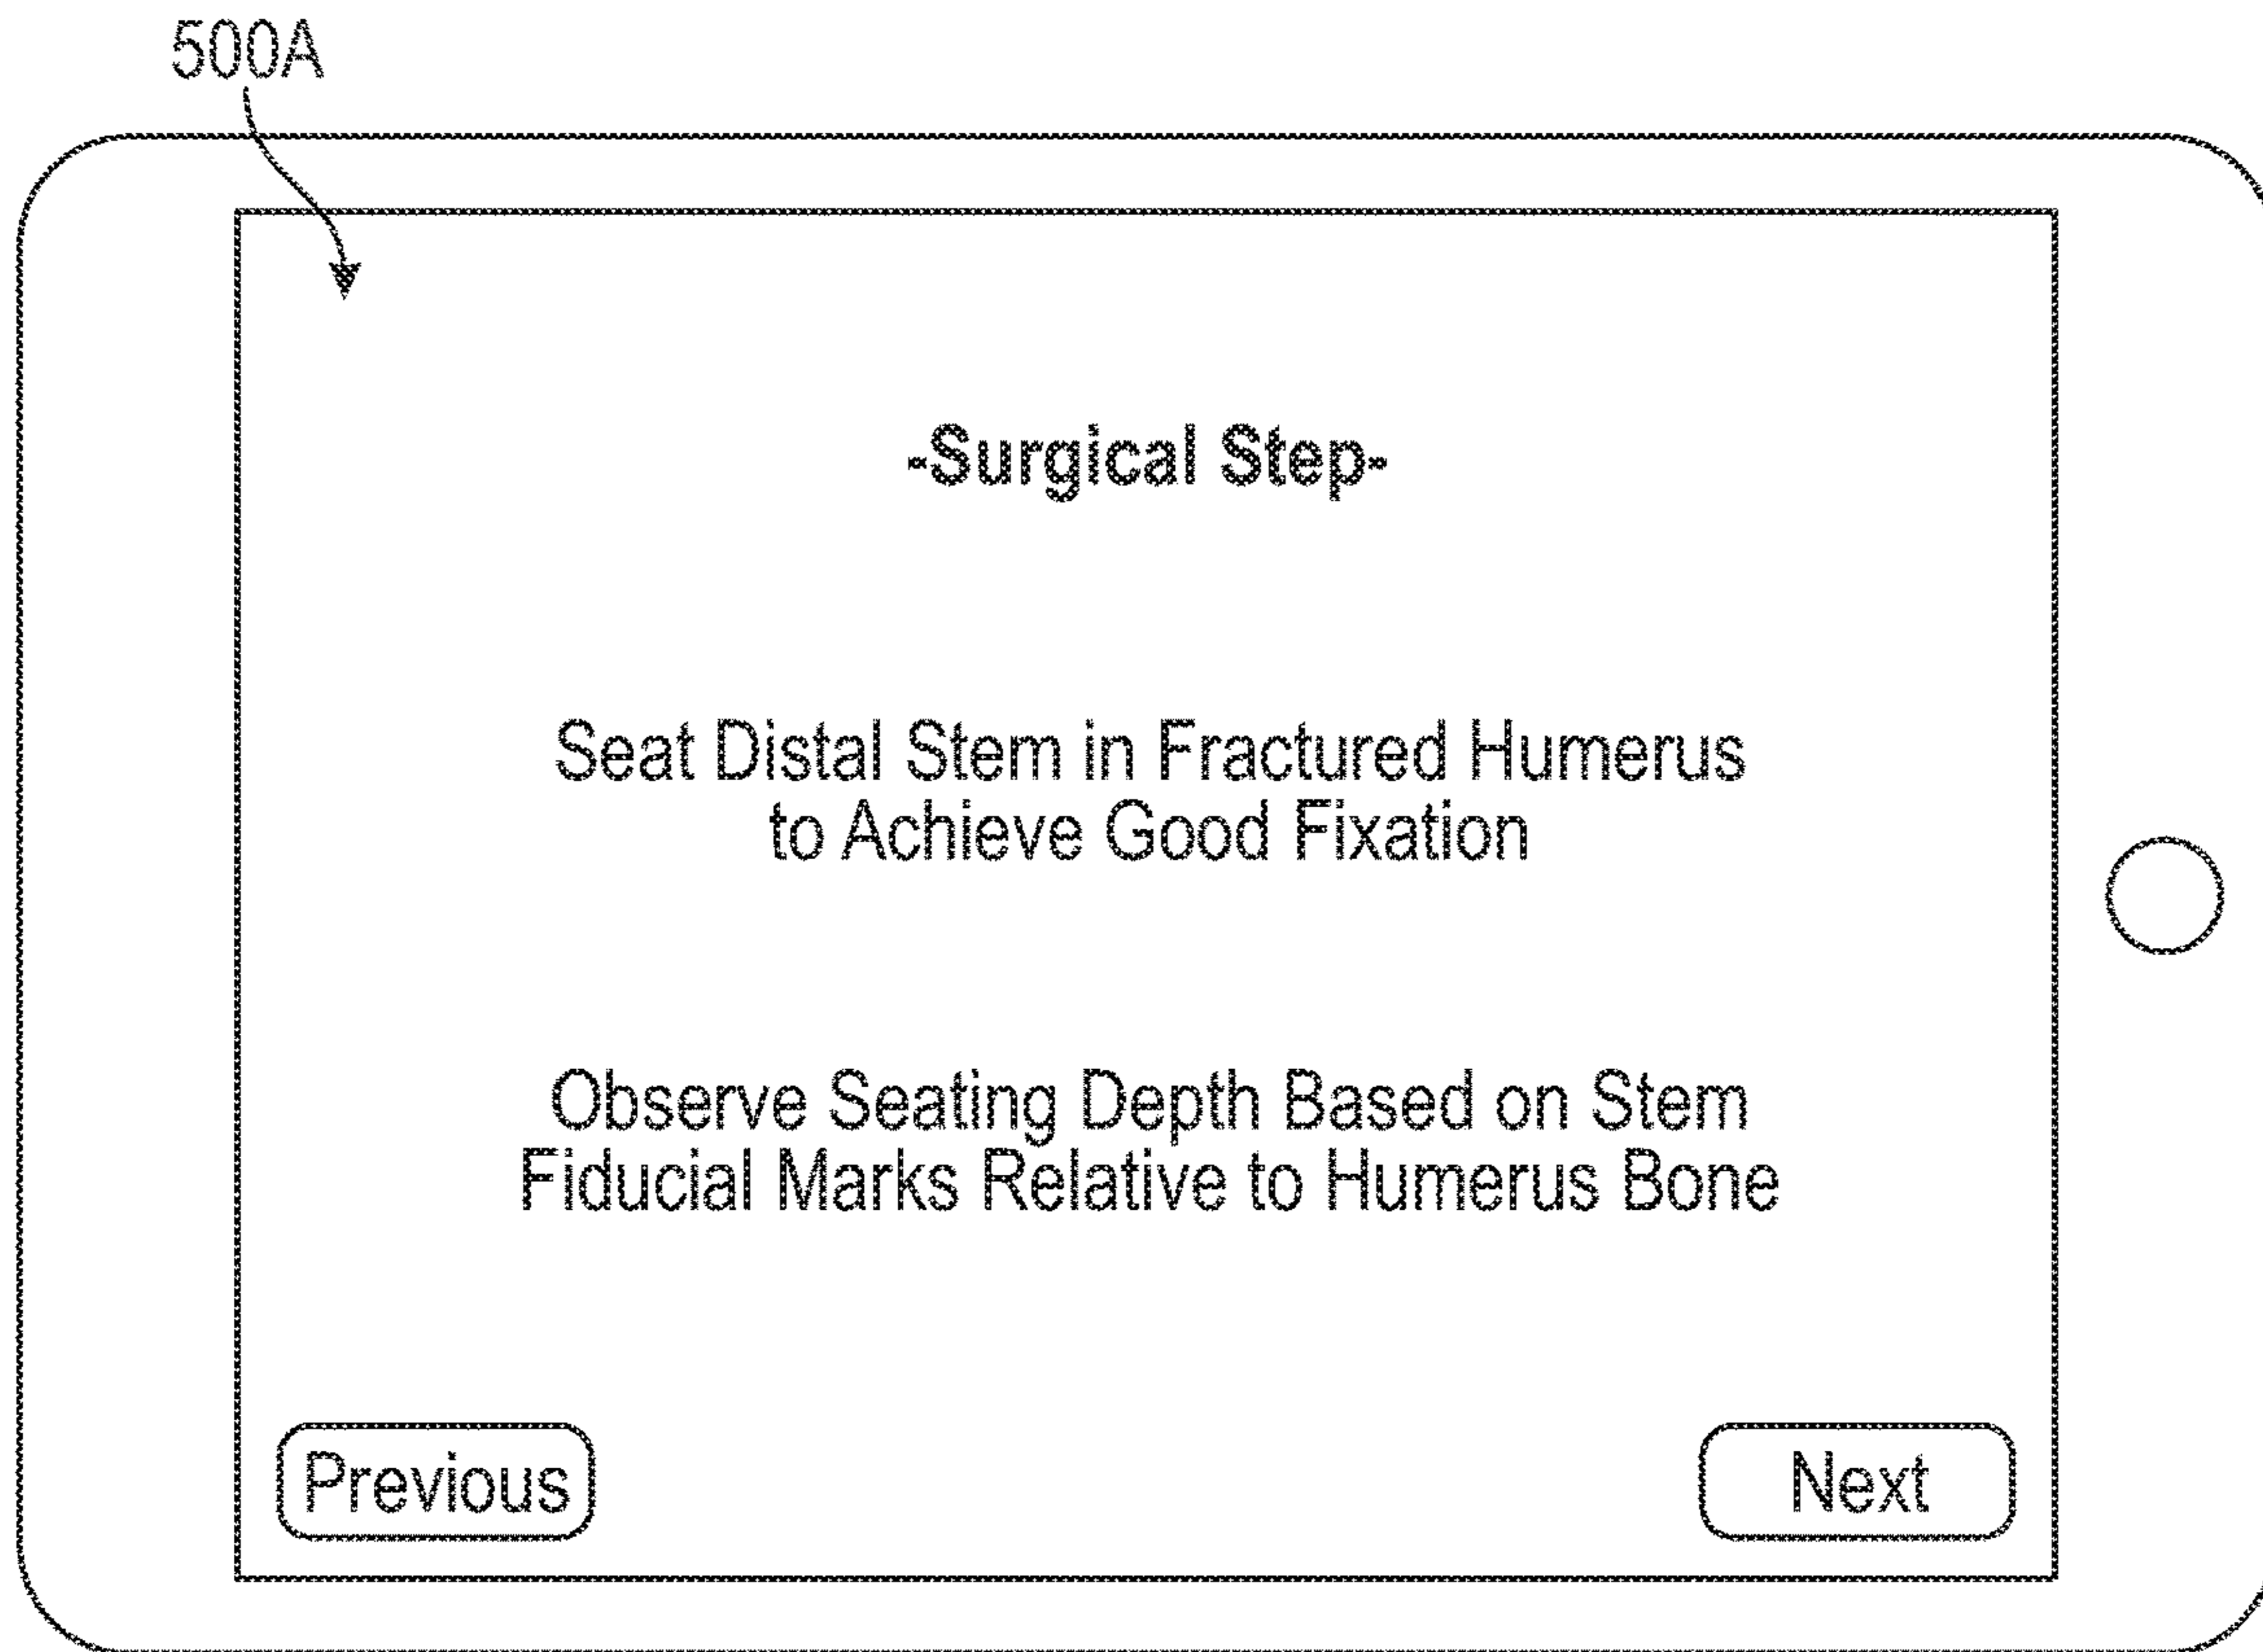 500A
-Surgical Step-
Seat Distal Stem in Fractured Humerus
to Achieve Good Fixation
Observe Seating Depth Based on Stem
Fiducial Marks Relative to Humerus Bone
Previous
Next